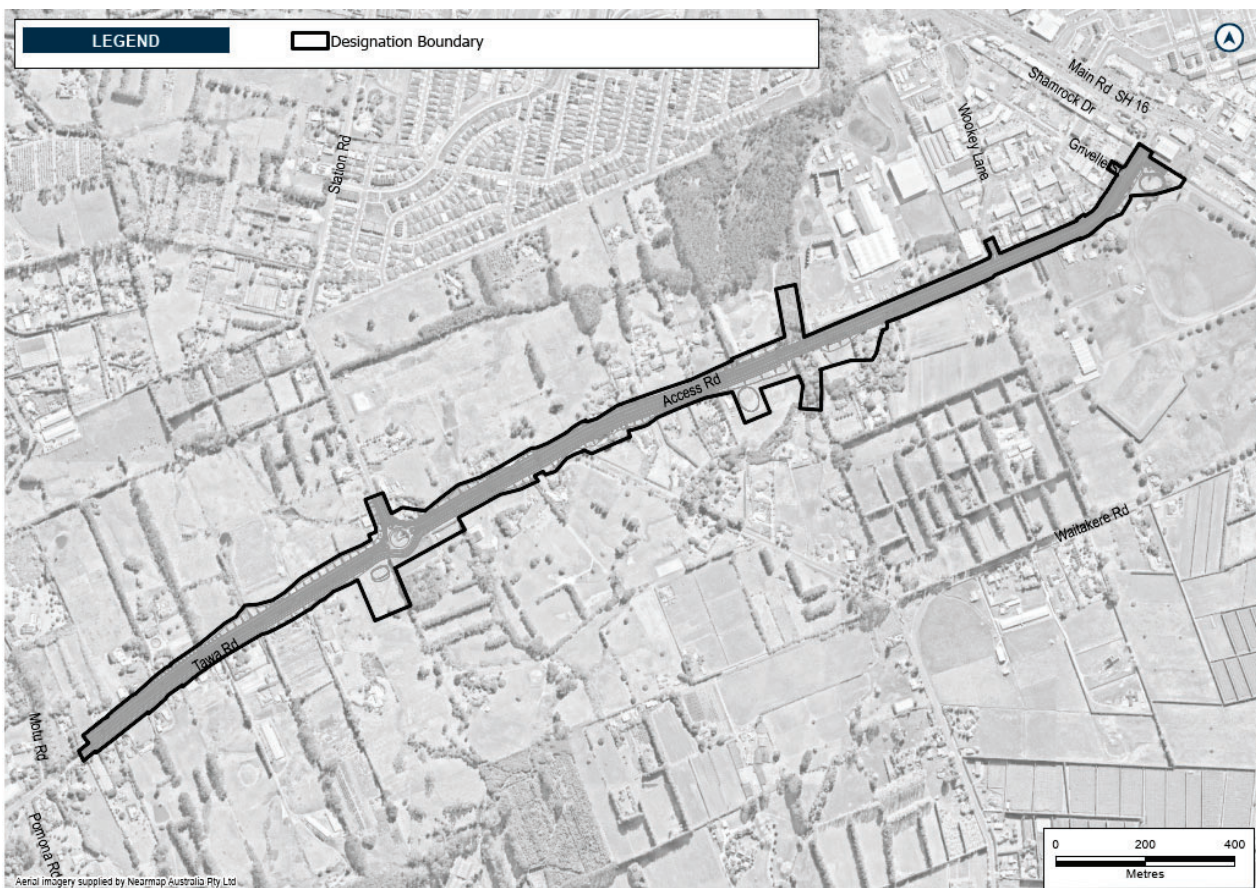 LEGEND
Designation Boundary
Main Rd SH 16
Shamrock Dr
Wookey Lane
Station Rd
Access Rd
Waitakere Rd
Tawa Rd
Motu Rd
Pomona Rd
0 200 400
Metres
Aerial imagery supplied by Nearmap Australia Pty Ltd